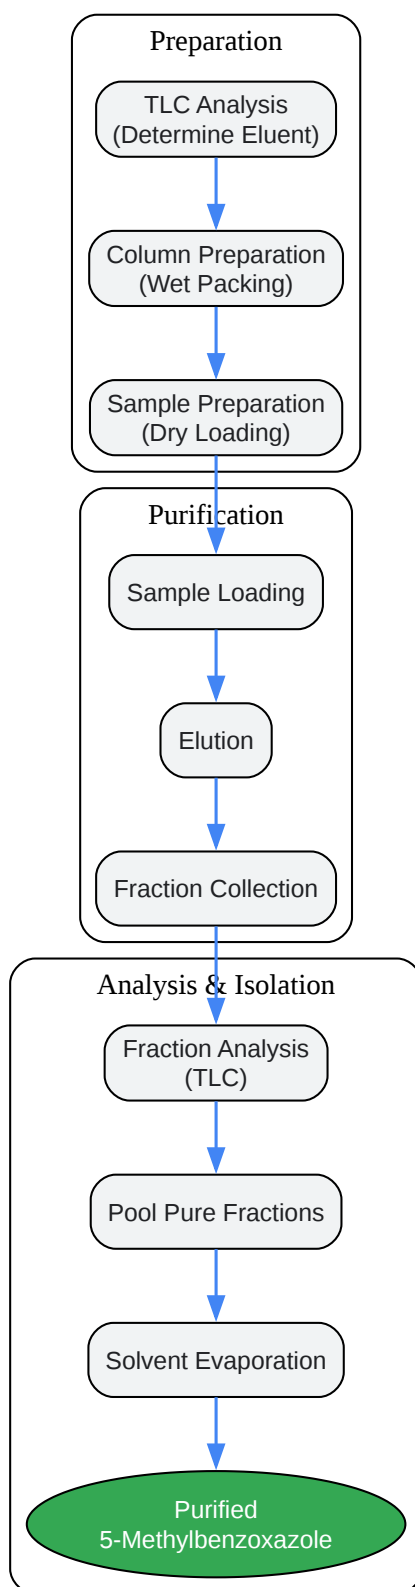 Preparation
TLC Analysis
(Determine Eluent)
Column Preparation
(Wet Packing)
Sample Preparation
(Dry Loading)
Purification
Sample Loading
Elution
Fraction Collection
Analysis & Isolation
Fraction Analysis
(TLC)
Pool Pure Fractions
Solvent Evaporation
Purified
5-Methylbenzoxazole